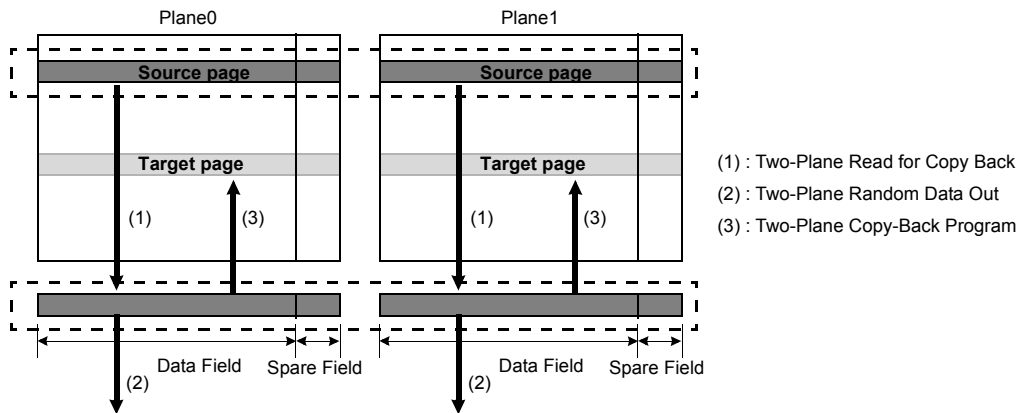 Plane0
Plane1
Source page
Source page
Target page
Target page
(1) : Two-Plane Read for Copy Back
(2) : Two-Plane Random Data Out
(3) : Two-Plane Copy-Back Program
(1)
(3)
(1)
(3)
Data Field
Spare Field
Data Field
Spare Field
(2)
(2)